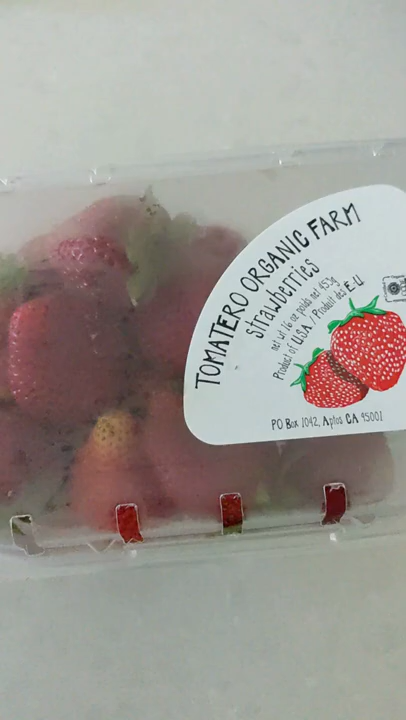 TOMATERO ORGANIC FARM
strawberries
net wt 16 oz poids net 453g
Product of USA / Produit des E.U.
PO Box 1042, Aptos CA 95001